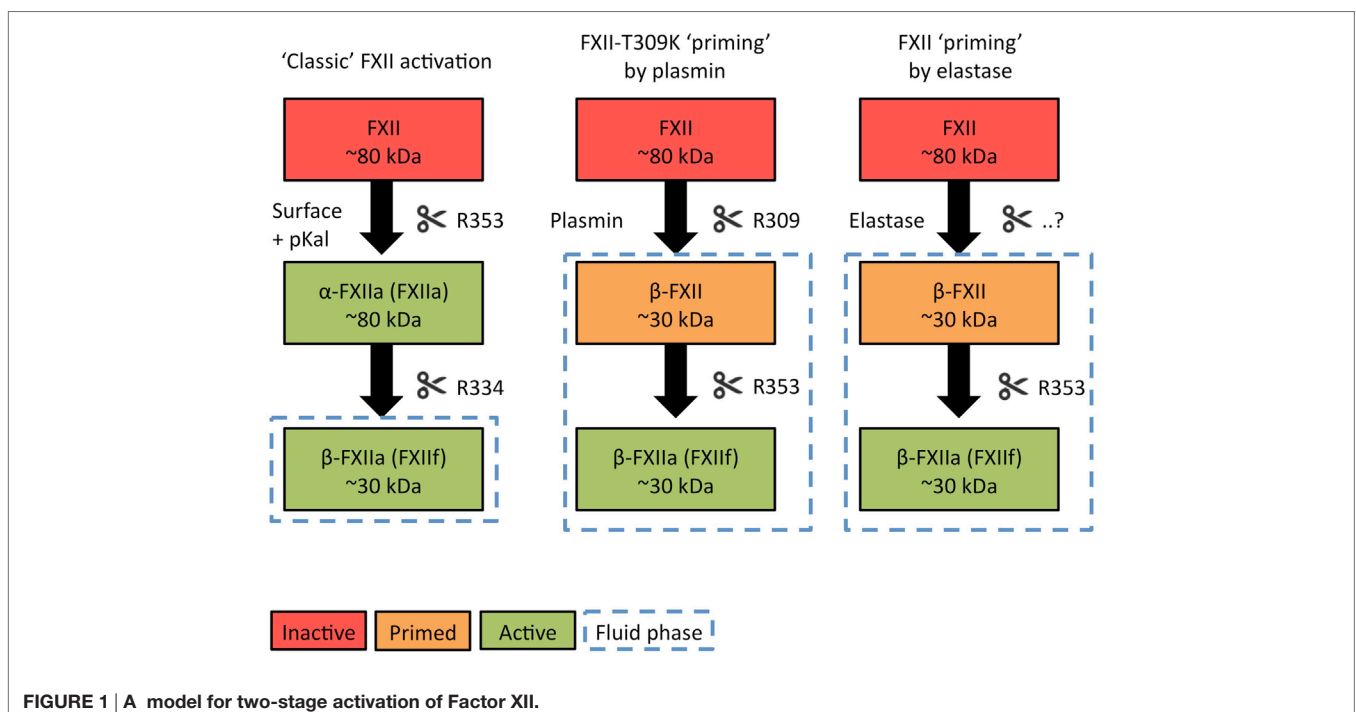 'Classic' FXII activation
FXII
~80 kDa
Surface
+ pKal
R353
α-FXIIa (FXIIa)
~80 kDa
R334
β-FXIIa (FXIIf)
~30 kDa
FXII-T309K 'priming'
by plasmin
FXII
~80 kDa
Plasmin
R309
β-FXII
~30 kDa
R353
β-FXIIa (FXIIf)
~30 kDa
FXII 'priming'
by elastase
FXII
~80 kDa
Elastase
..?
β-FXII
~30 kDa
R353
β-FXIIa (FXIIf)
~30 kDa
Inactive
Primed
Active
Fluid phase
FIGURE 1 | A model for two-stage activation of Factor XII.